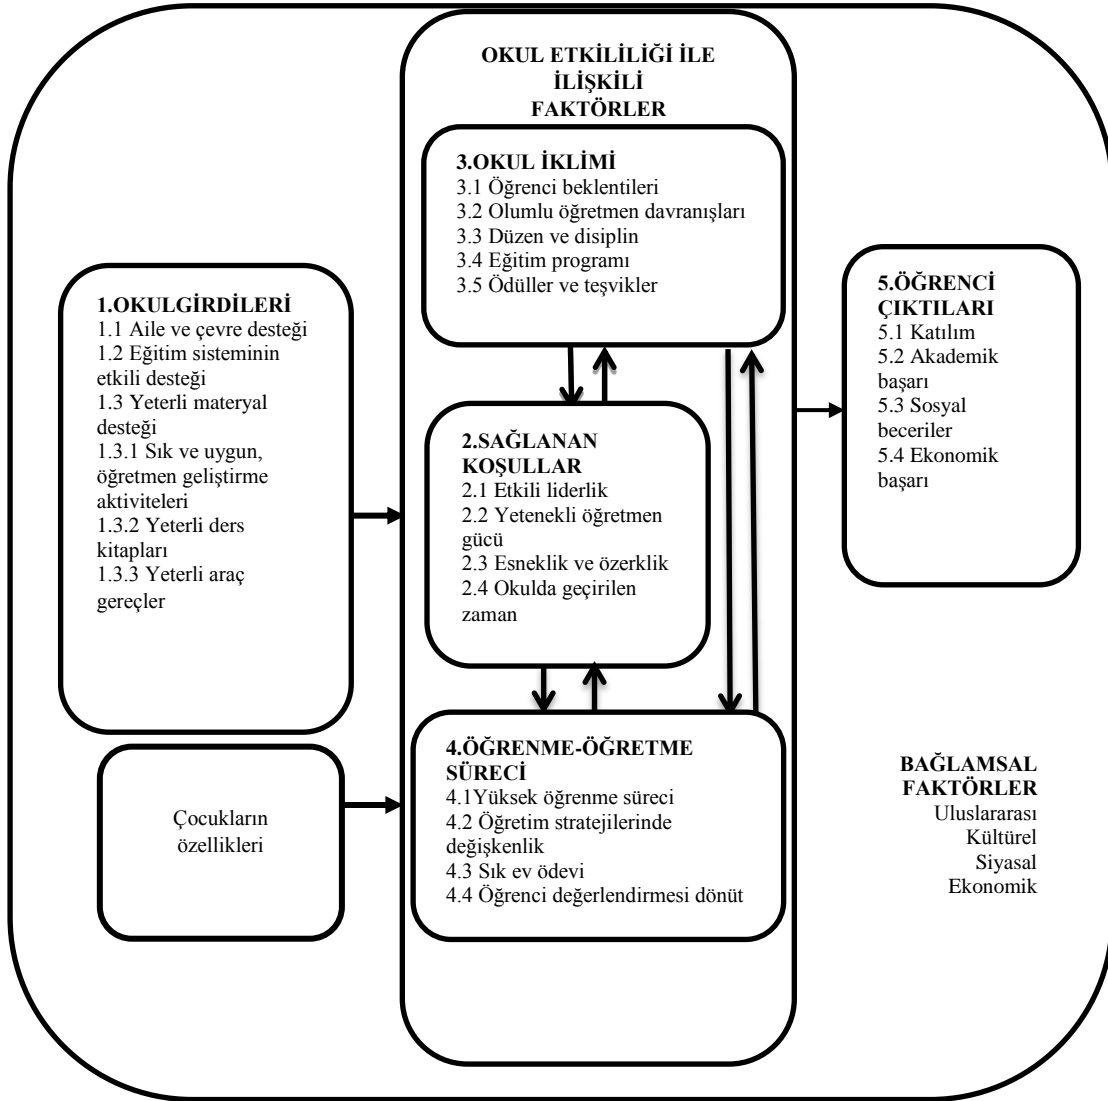 OKUL ETKİLİLİĞİ İLE
İLİŞKİLİ
FAKTÖRLER
3.OKUL İKLİMİ
3.1 Öğrenci beklentileri
3.2 Olumlu öğretmen davranışları
3.3 Düzen ve disiplin
3.4 Eğitim programı
3.5 Ödüller ve teşvikler
1.OKULGİRDİLERİ
1.1 Aile ve çevre desteği
1.2 Eğitim sisteminin
etkili desteği
1.3 Yeterli materyal
desteği
1.3.1 Sık ve uygun,
öğretmen geliştirme
aktiviteleri
1.3.2 Yeterli ders
kitapları
1.3.3 Yeterli araç
gereçler
2.SAĞLANAN
KOŞULLAR
2.1 Etkili liderlik
2.2 Yetenekli öğretmen
gücü
2.3 Esneklik ve özerklik
2.4 Okulda geçirilen
zaman
5.ÖĞRENCİ
ÇIKTILARI
5.1 Katılım
5.2 Akademik
başarı
5.3 Sosyal
beceriler
5.4 Ekonomik
başarı
Çocukların
özellikleri
4.ÖĞRENME-ÖĞRETME
SÜRECİ
4.1Yüksek öğrenme süreci
4.2 Öğretim stratejilerinde
değişkenlik
4.3 Sık ev ödevi
4.4 Öğrenci değerlendirmesi dönüt
BAĞLAMSAL
FAKTÖRLER
Uluslararası
Kültürel
Siyasal
Ekonomik